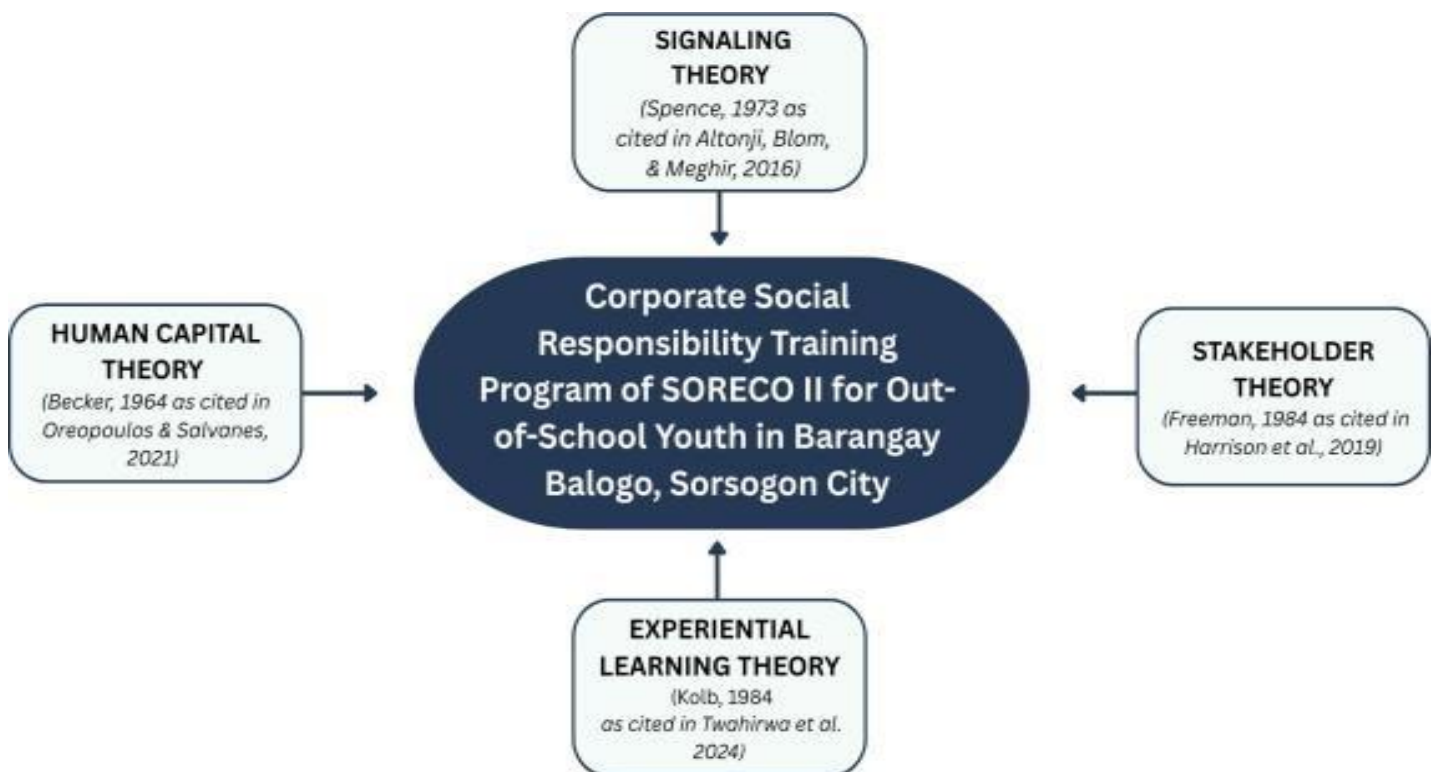 SIGNALING
THEORY
(Spence, 1973 as
cited in Altonji, Blom,
& Meghir, 2016)
HUMAN CAPITAL
THEORY
(Becker, 1964 as cited in
Oreopoulos & Salvanes,
2021)
Corporate Social
Responsibility Training
Program of SORECO II for Out-
of-School Youth in Barangay
Balogo, Sorsogon City
STAKEHOLDER
THEORY
(Freeman, 1984 as cited in
Harrison et al., 2019)
EXPERIENTIAL
LEARNING THEORY
(Kolb, 1984
as cited in Twahirwa et al.
2024)